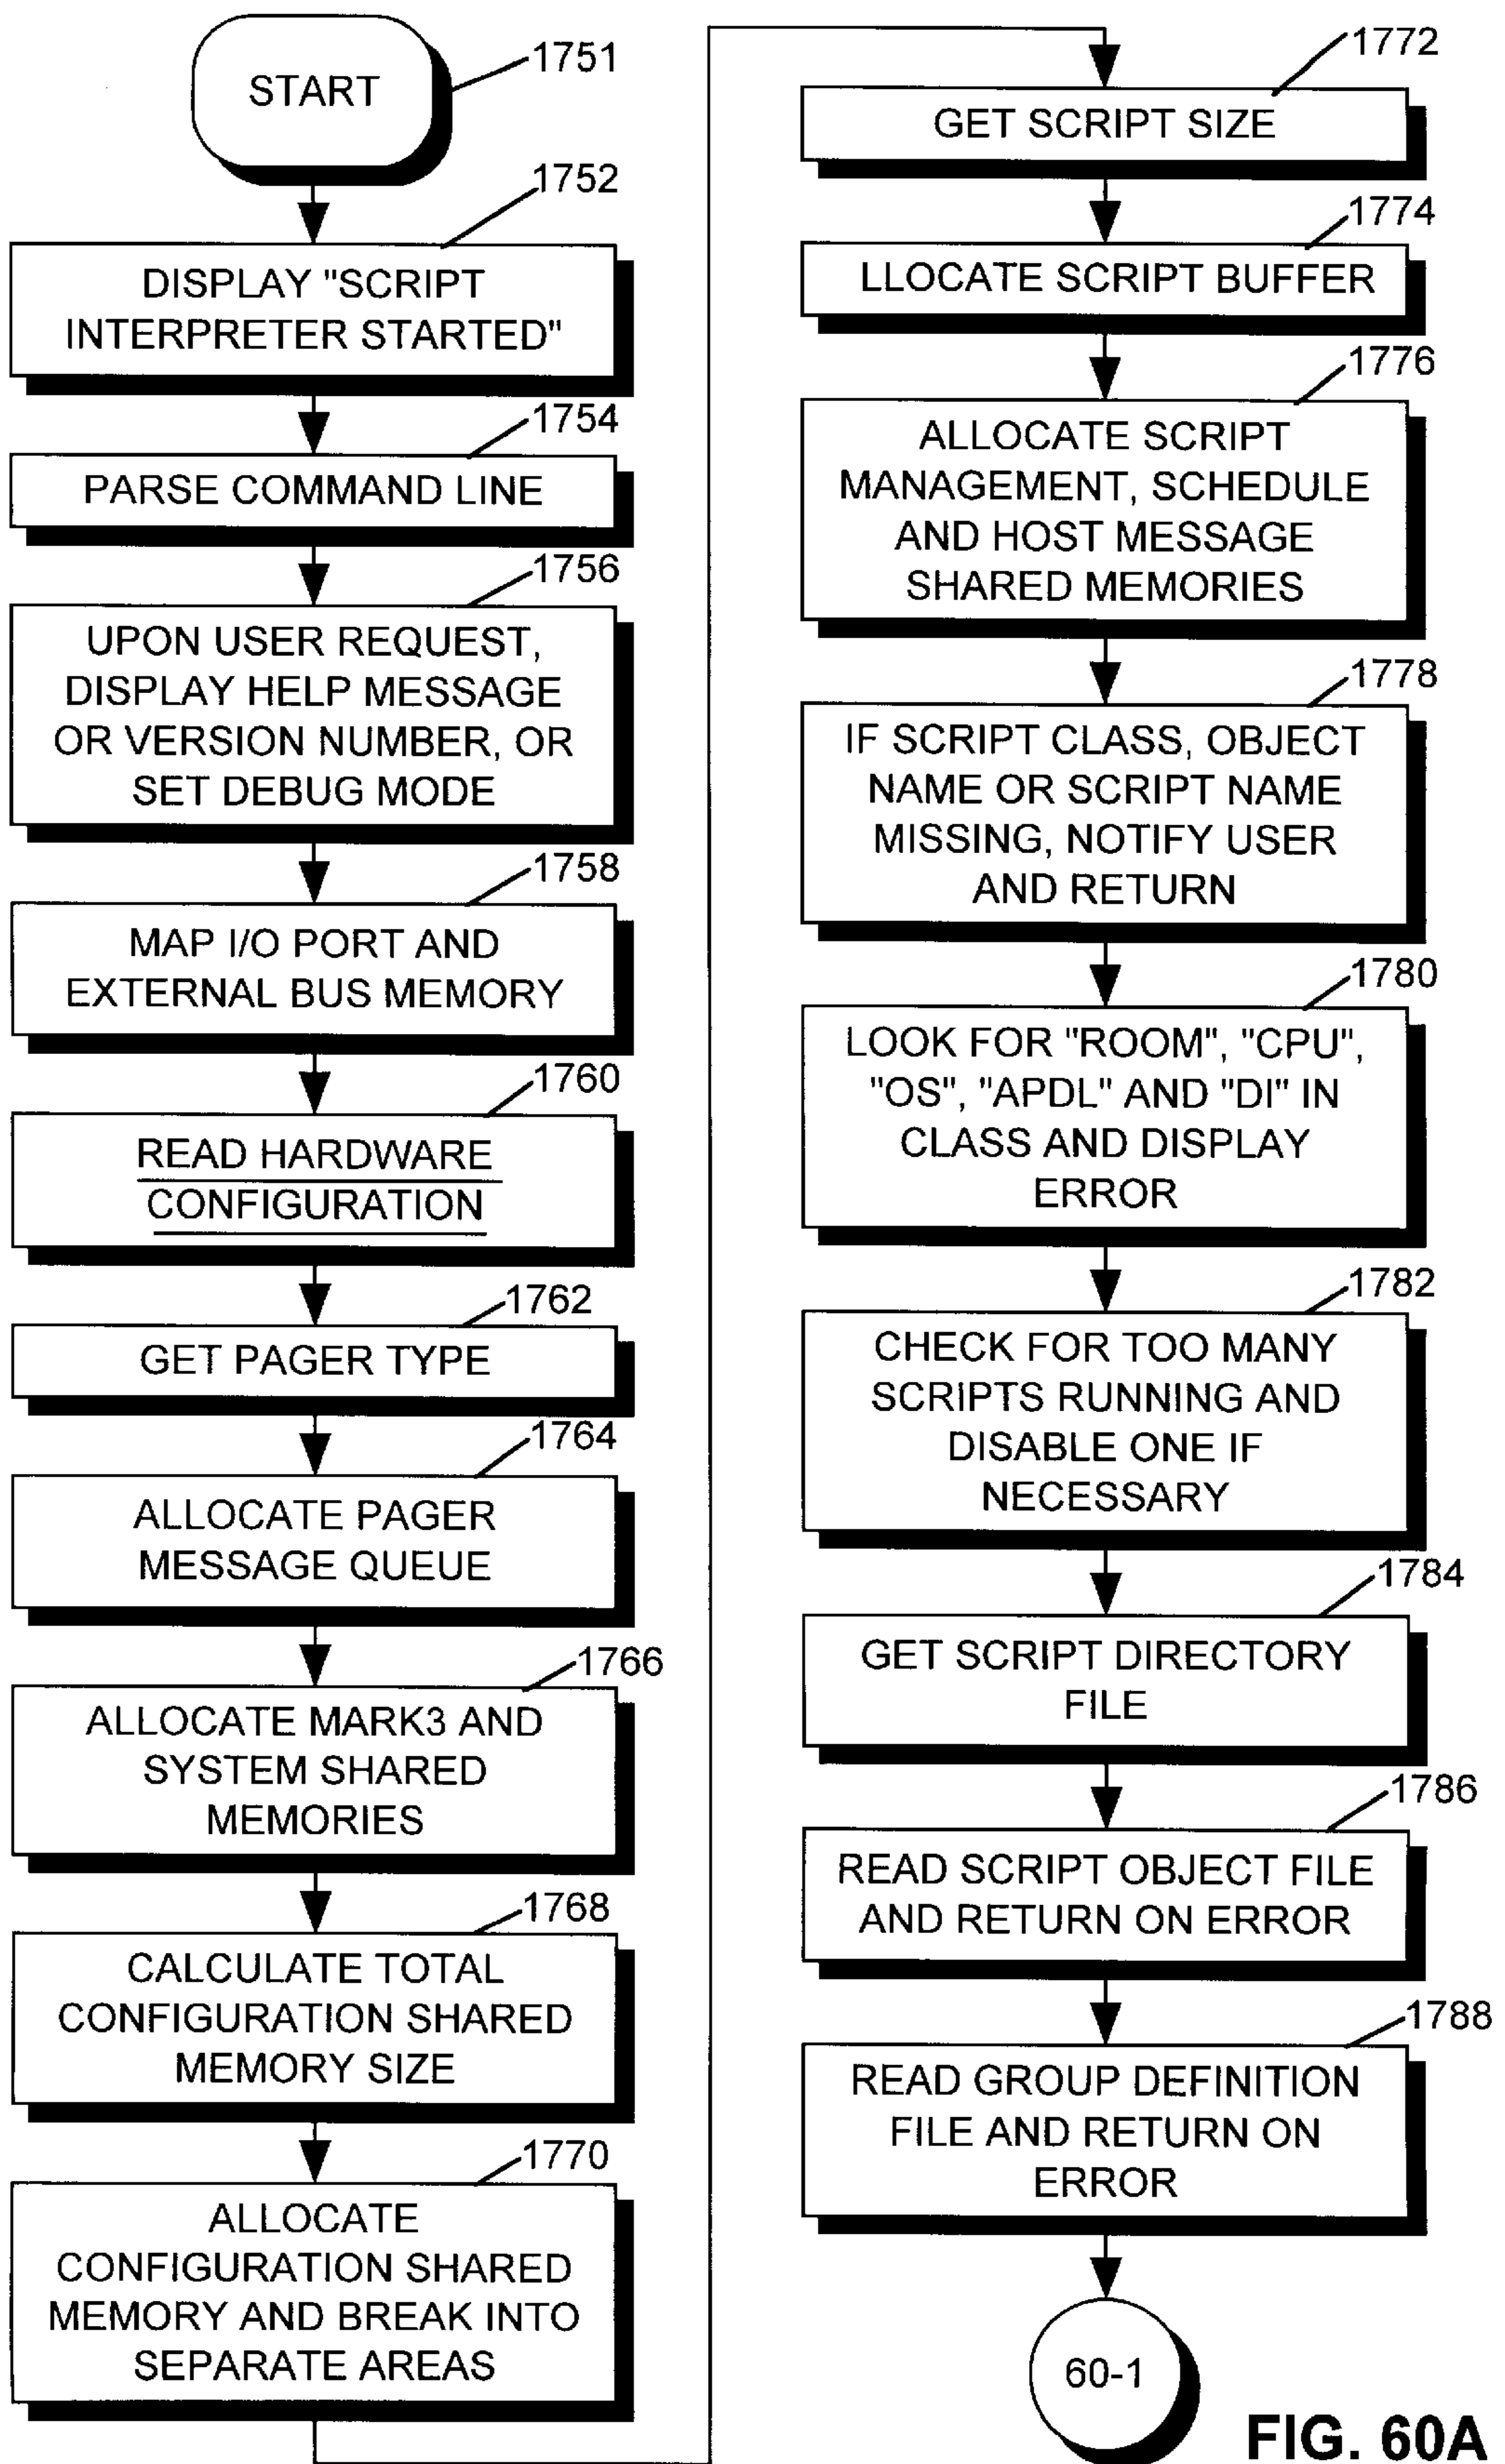 1751
START
1752
DISPLAY "SCRIPT
INTERPRETER STARTED"
1754
PARSE COMMAND LINE
1756
UPON USER REQUEST,
DISPLAY HELP MESSAGE
OR VERSION NUMBER, OR
SET DEBUG MODE
1758
MAP I/O PORT AND
EXTERNAL BUS MEMORY
1760
READ HARDWARE
CONFIGURATION
1762
GET PAGER TYPE
1764
ALLOCATE PAGER
MESSAGE QUEUE
1766
ALLOCATE MARK3 AND
SYSTEM SHARED
MEMORIES
1768
CALCULATE TOTAL
CONFIGURATION SHARED
MEMORY SIZE
1770
ALLOCATE
CONFIGURATION SHARED
MEMORY AND BREAK INTO
SEPARATE AREAS
1772
GET SCRIPT SIZE
1774
LLOCATE SCRIPT BUFFER
1776
ALLOCATE SCRIPT
MANAGEMENT, SCHEDULE
AND HOST MESSAGE
SHARED MEMORIES
1778
IF SCRIPT CLASS, OBJECT
NAME OR SCRIPT NAME
MISSING, NOTIFY USER
AND RETURN
1780
LOOK FOR "ROOM", "CPU",
"OS", "APDL" AND "DI" IN
CLASS AND DISPLAY
ERROR
1782
CHECK FOR TOO MANY
SCRIPTS RUNNING AND
DISABLE ONE IF
NECESSARY
1784
GET SCRIPT DIRECTORY
FILE
1786
READ SCRIPT OBJECT FILE
AND RETURN ON ERROR
1788
READ GROUP DEFINITION
FILE AND RETURN ON
ERROR
60-1
FIG. 60A